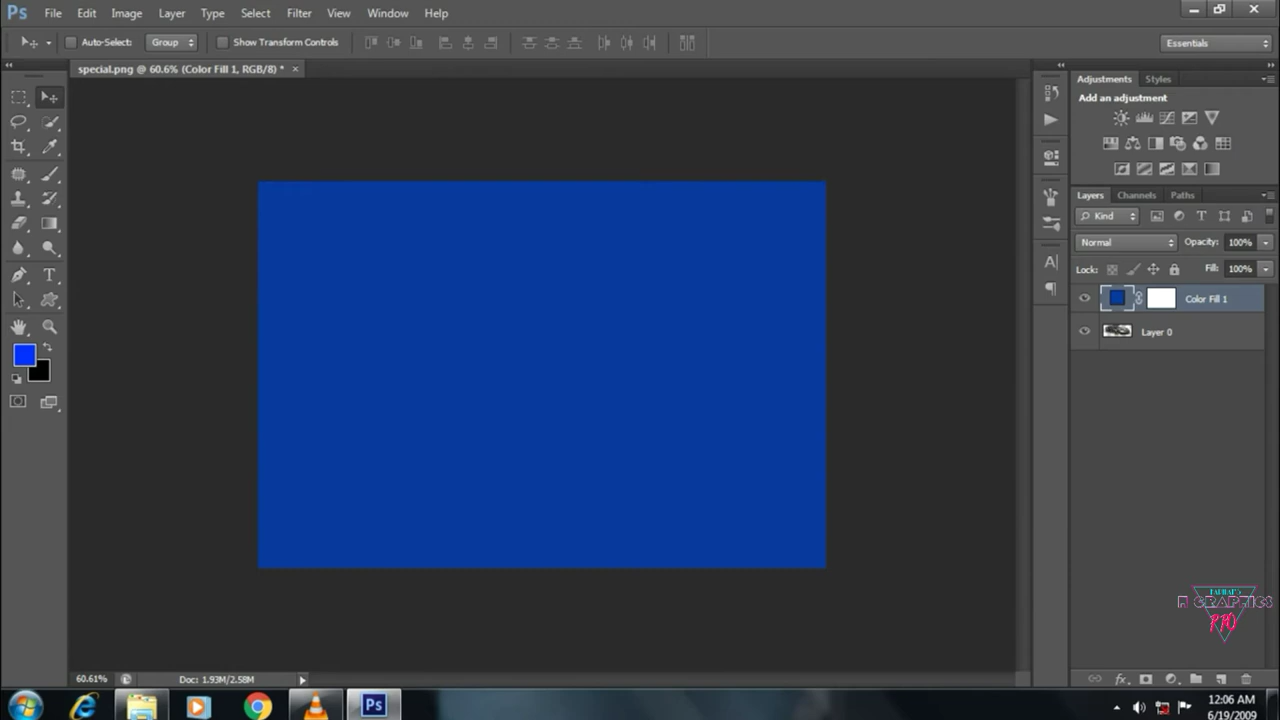 Ps File Edit Image Layer Type Select Filter View Window Help
Auto-Select: Group Show Transform Controls Essentials
special.png @ 60.6% (Color Fill 1, RGB/8) * ×
Adjustments Styles
Add an adjustment
Layers Channels Paths
Kind T
Normal Opacity: 100%
Lock: Fill: 100%
Color Fill 1
Layer 0
GRAPHICS
60.61% Doc: 1.93M/2.58M
fx
Ps
12:06 AM
6/19/2009